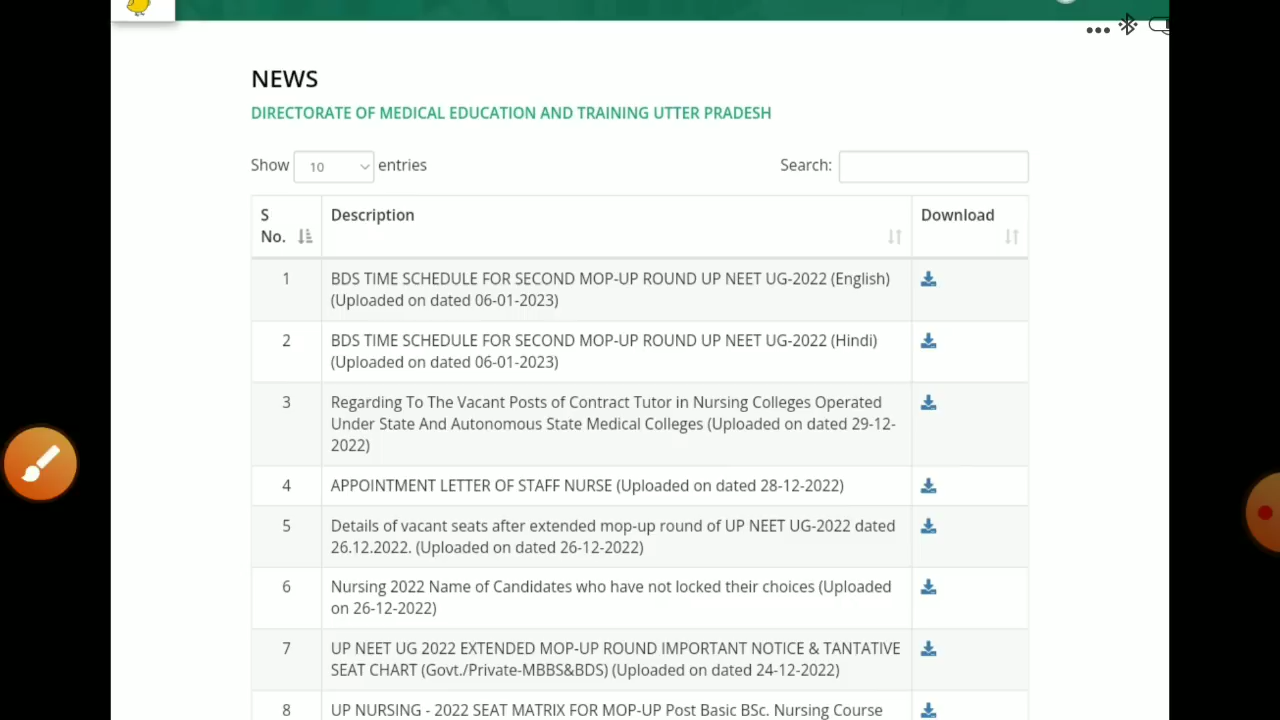 NEWS
DIRECTORATE OF MEDICAL EDUCATION AND TRAINING UTTER PRADESH
Show 10 entries Search:
S No. Description Download
1 BDS TIME SCHEDULE FOR SECOND MOP-UP ROUND UP NEET UG-2022 (English)
(Uploaded on dated 06-01-2023)
2 BDS TIME SCHEDULE FOR SECOND MOP-UP ROUND UP NEET UG-2022 (Hindi)
(Uploaded on dated 06-01-2023)
3 Regarding To The Vacant Posts of Contract Tutor in Nursing Colleges Operated
Under State And Autonomous State Medical Colleges (Uploaded on dated 29-12-
2022)
4 APPOINTMENT LETTER OF STAFF NURSE (Uploaded on dated 28-12-2022)
5 Details of vacant seats after extended mop-up round of UP NEET UG-2022 dated
26.12.2022. (Uploaded on dated 26-12-2022)
6 Nursing 2022 Name of Candidates who have not locked their choices (Uploaded
on 26-12-2022)
7 UP NEET UG 2022 EXTENDED MOP-UP ROUND IMPORTANT NOTICE & TANTATIVE
SEAT CHART (Govt./Private-MBBS&BDS) (Uploaded on dated 24-12-2022)
8 UP NURSING - 2022 SEAT MATRIX FOR MOP-UP Post Basic BSc. Nursing Course